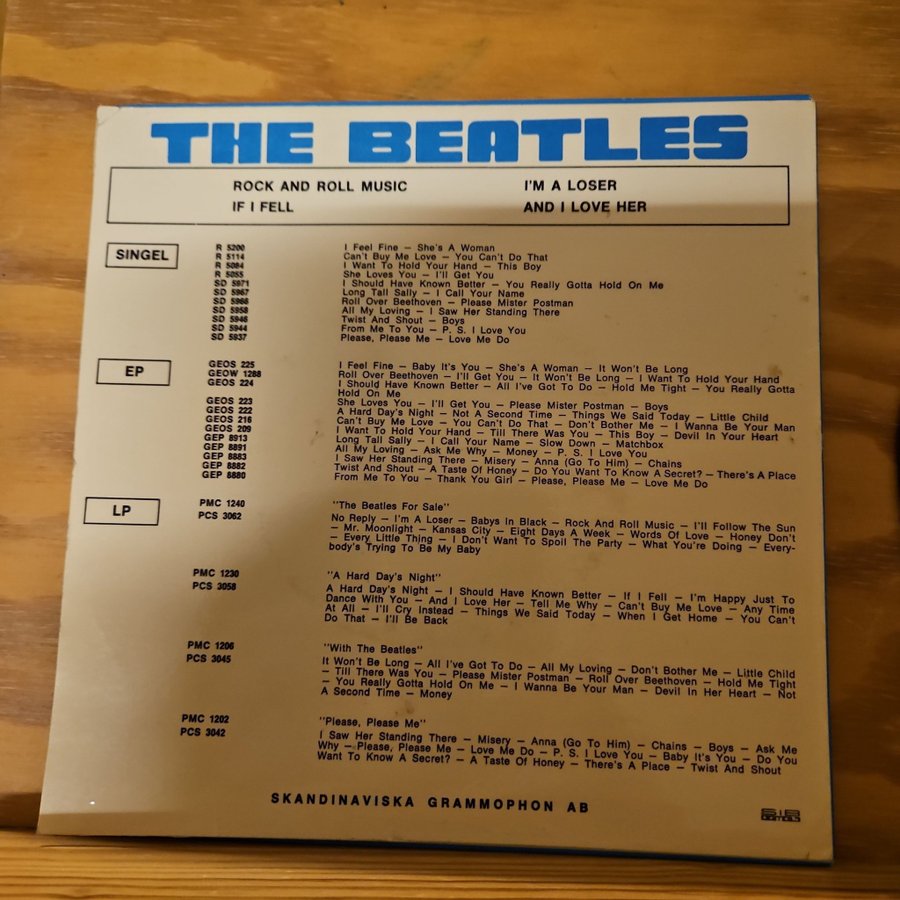 THE BEATLES
ROCK AND ROLL MUSIC I'M A LOSER
IF I FELL AND I LOVE HER
SINGEL
R 5200 I Feel Fine — She's A Woman
R 5114 Can't Buy Me Love — You Can't Do That
R 5084 I Want To Hold Your Hand — This Boy
R 5055 She Loves You — I'll Get You
SD 5971 I Should Have Known Better — You Really Gotta Hold On Me
SD 5967 Long Tall Sally — I Call Your Name
SD 5966 Roll Over Beethoven — Please Mister Postman
SD 5958 All My Loving — I Saw Her Standing There
SD 5946 Twist And Shout — Boys
SD 5944 From Me To You — P. S. I Love You
SD 5937 Please, Please Me — Love Me Do
EP
GEOS 225 I Feel Fine — Baby It's You — She's A Woman — It Won't Be Long
GEOW 1288 Roll Over Beethoven — I'll Get You — It Won't Be Long — I Want To Hold Your Hand
GEOS 224 I Should Have Known Better — All I've Got To Do — Hold Me Tight — You Really Gotta
Hold On Me
GEOS 223 She Loves You — I'll Get You — Please Mister Postman — Boys
GEOS 222 A Hard Day's Night — Not A Second Time — Things We Said Today — Little Child
GEOS 216 Can't Buy Me Love — You Can't Do That — Don't Bother Me — I Wanna Be Your Man
GEOS 209 I Want To Hold Your Hand — Till There Was You — This Boy — Devil In Your Heart
GEP 8913 Long Tall Sally — I Call Your Name — Slow Down — Matchbox
GEP 8891 All My Loving — Ask Me Why — Money — P. S. I Love You
GEP 8883 I Saw Her Standing There — Misery — Anna (Go To Him) — Chains
GEP 8882 Twist And Shout — A Taste Of Honey — Do You Want To Know A Secret? — There's A Place
GEP 8880 From Me To You — Thank You Girl — Please, Please Me — Love Me Do
LP
PMC 1240 "The Beatles For Sale"
PCS 3062 No Reply — I'm A Loser — Babys In Black — Rock And Roll Music — I'll Follow The Sun
— Mr. Moonlight — Kansas City — Eight Days A Week — Words Of Love — Honey Don't
— Every Little Thing — I Don't Want To Spoil The Party — What You're Doing — Every-
body's Trying To Be My Baby
PMC 1230 "A Hard Day's Night"
PCS 3058 A Hard Day's Night — I Should Have Known Better — If I Fell — I'm Happy Just To
Dance With You — And I Love Her — Tell Me Why — Can't Buy Me Love — Any Time
At All — I'll Cry Instead — Things We Said Today — When I Get Home — You Can't
Do That — I'll Be Back
PMC 1206 "With The Beatles"
PCS 3045 It Won't Be Long — All I've Got To Do — All My Loving — Don't Bother Me — Little Child
— Till There Was You — Please Mister Postman — Roll Over Beethoven — Hold Me Tight
— You Really Gotta Hold On Me — I Wanna Be Your Man — Devil In Her Heart — Not
A Second Time — Money
PMC 1202 "Please, Please Me"
PCS 3042 I Saw Her Standing There — Misery — Anna (Go To Him) — Chains — Boys — Ask Me
Why — Please, Please Me — Love Me Do — P. S. I Love You — Baby It's You — Do You
Want To Know A Secret? — A Taste Of Honey — There's A Place — Twist And Shout
SKANDINAVISKA GRAMMOPHON AB